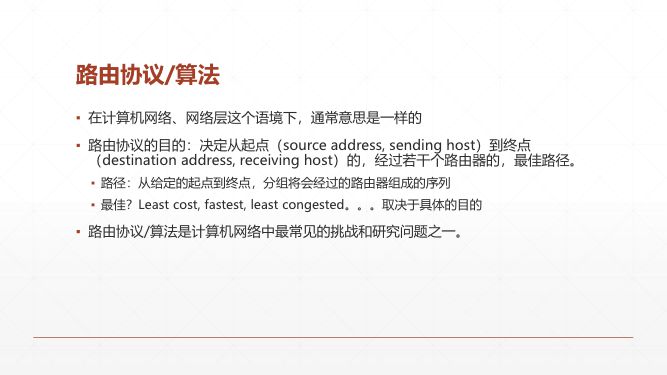 路由协议/算法
▪ 在计算机网络、网络层这个语境下，通常意思是一样的
▪ 路由协议的目的：决定从起点（source address, sending host）到终点
（destination address, receiving host）的，经过若干个路由器的，最佳路径。
▪ 路径：从给定的起点到终点，分组将会经过的路由器组成的序列
▪ 最佳？Least cost, fastest, least congested。。。取决于具体的目的
▪ 路由协议/算法是计算机网络中最常见的挑战和研究问题之一。